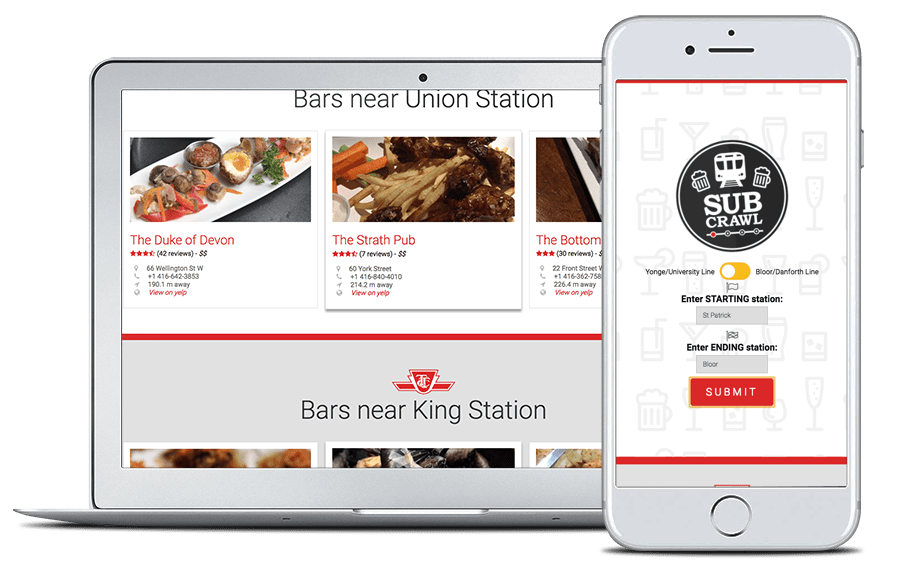 Bars near Union Station
The Duke of Devon
(42 reviews) - $$
66 Wellington St W
+1 416-642-3853
190.1 m away
View on yelp
The Strath Pub
(7 reviews) - $$
60 York Street
+1 416-840-4010
214.2 m away
View on yelp
The Bottom
(30 reviews) - $
22 Front Street W
+1 416-362-758
226.4 m away
View on yelp
TTC
Bars near King Station
SUB
CRAWL
Yonge/University Line
Bloor/Danforth Line
Enter STARTING station:
St Patrick
Enter ENDING station:
Bloor
SUBMIT